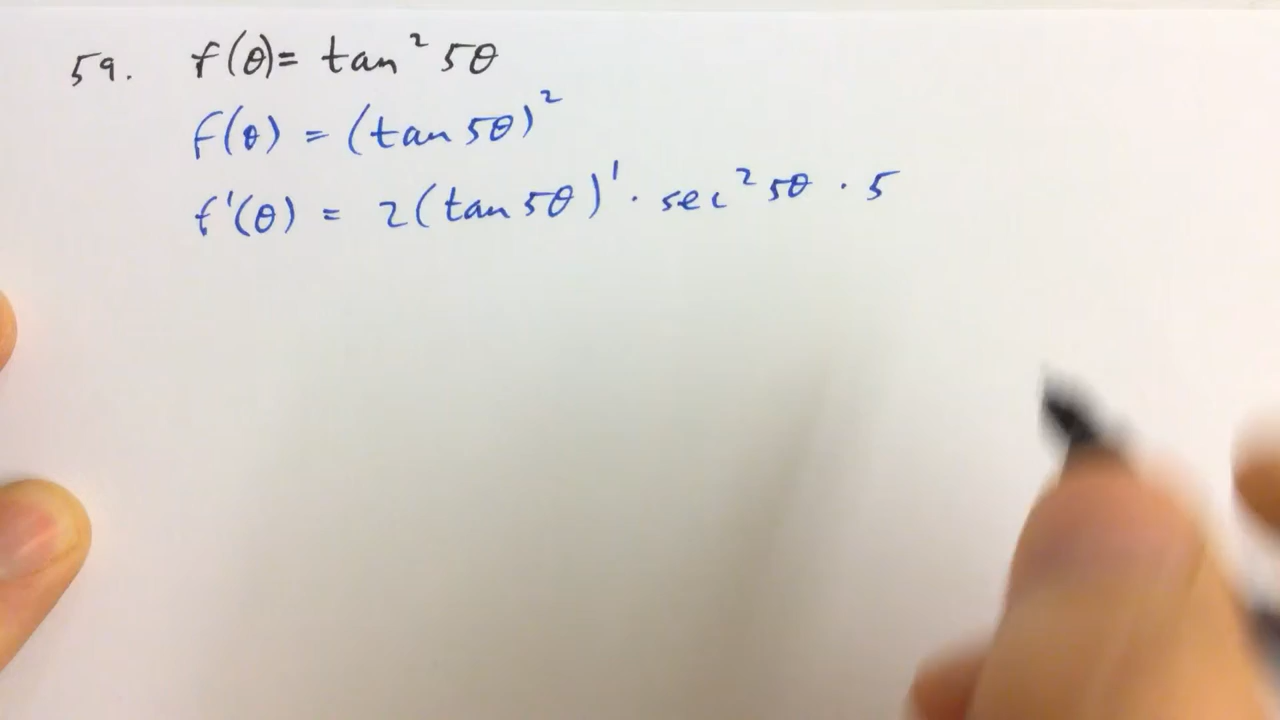 59. f(θ)= tan² 5θ
f(θ) = (tan 5θ)²
f'(θ) = 2(tan 5θ)¹ · sec² 5θ · 5